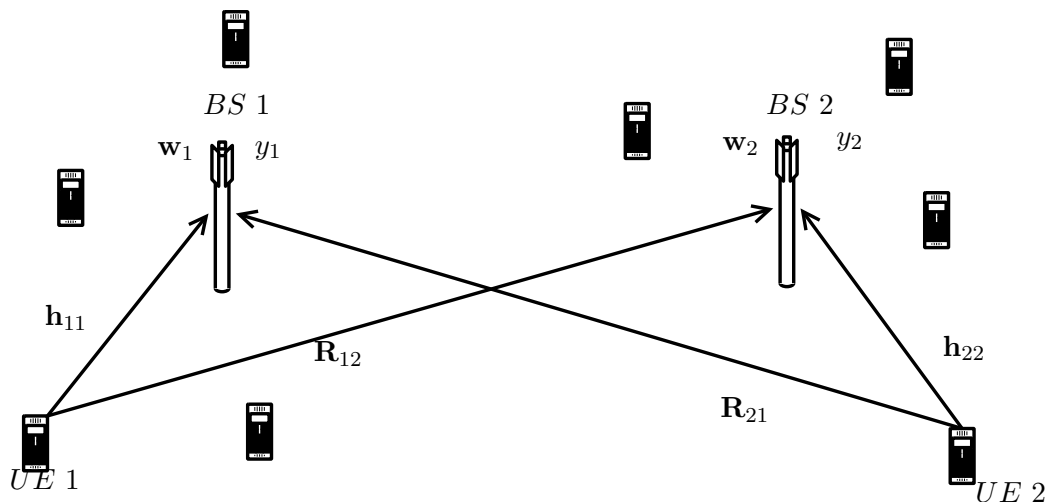 BS 1
BS 2
w₁
y₁
w₂
y₂
h₁₁
h₂₂
R₁₂
R₂₁
UE 1
UE 2